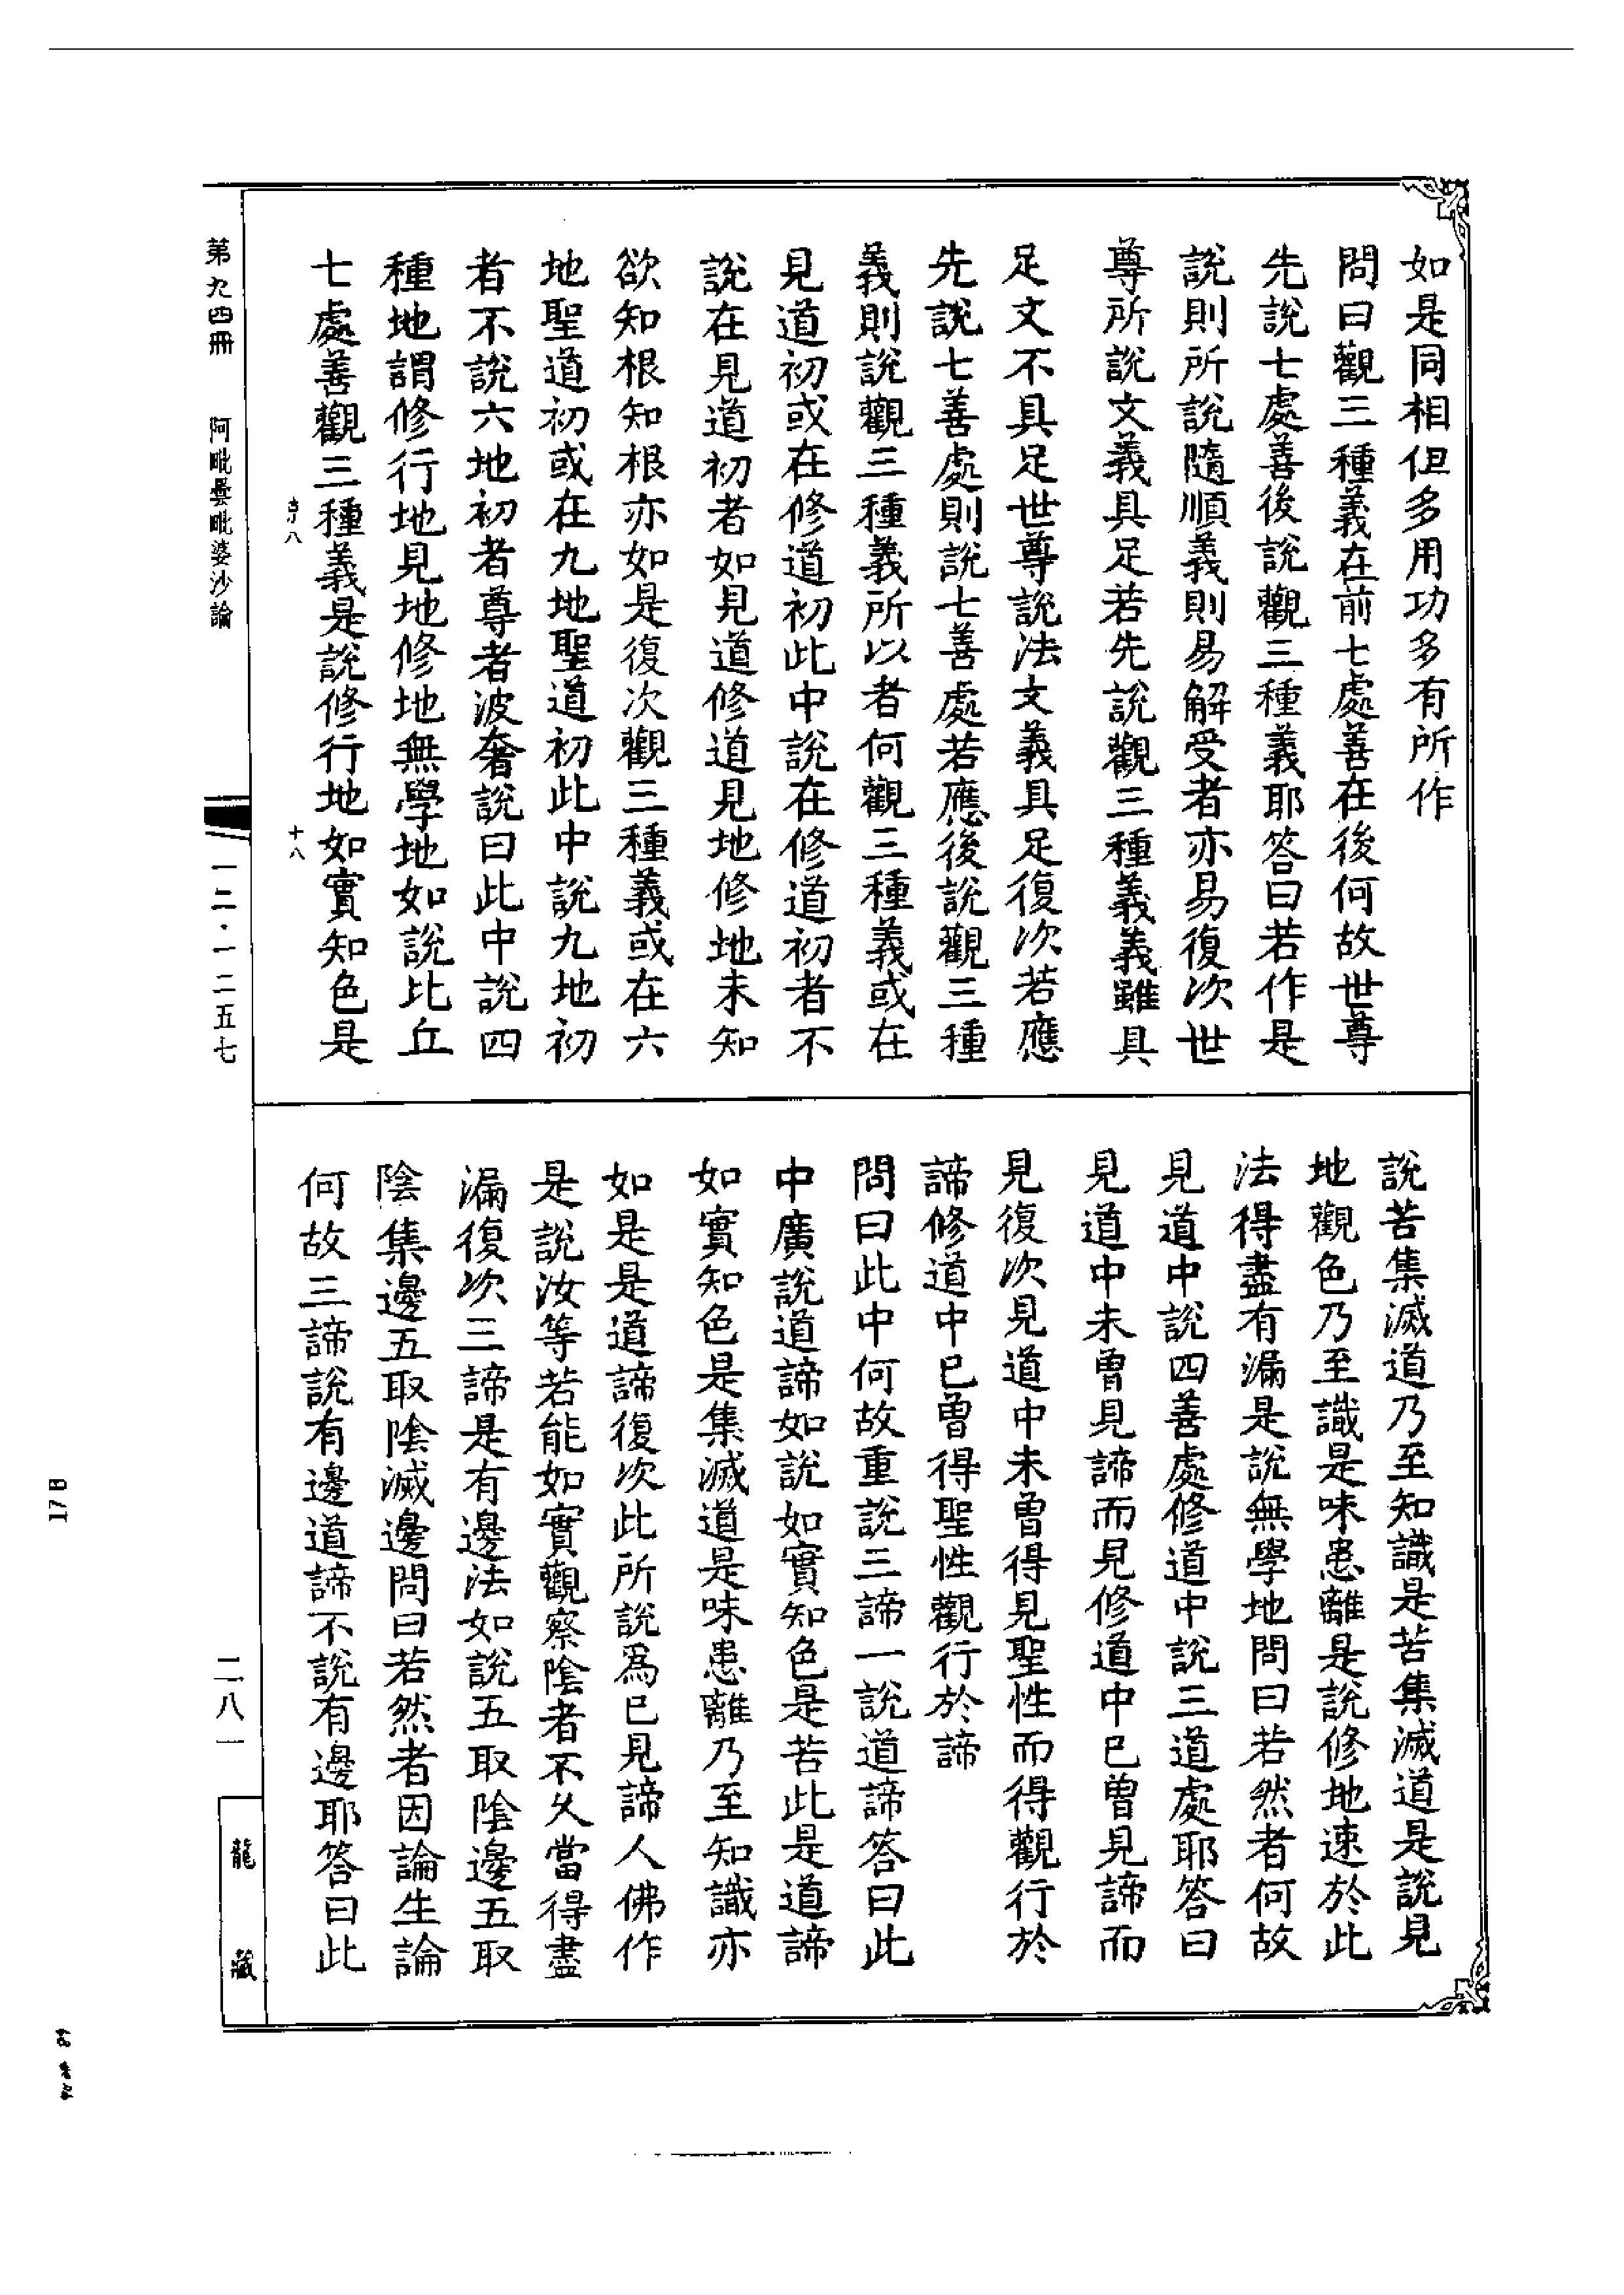 如是同相但多用功多有所作
問曰觀三種義在前七處善在後何故世尊
先說七處善後說觀三種義耶答曰若作是
說則所說隨順義則易解受者亦易復次世
尊所說文義具足若先說觀三種義義雖具
足文不具足世尊說法文義具足復次若應
先說七善處則說七善處若應後說觀三種
義則說觀三種義所以者何觀三種義或在
見道初或在修道初此中說在修道初者不
說在見道初者如見道修道見地修地未知
欲知根知根亦如是復次觀三種義或在六
地聖道初或在九地聖道初此中說九地初
者不說六地初者尊者波奢說曰此中說四
種地謂修行地見地修地無學地如說比丘
七處善觀三種義是說修行地如實知色是
說苦集滅道乃至知識是苦集滅道是說見
地觀色乃至識是味患離是說修地速於此
法得盡有漏是說無學地問曰若然者何故
見道中說四善處修道中說三道處耶答曰
見道中未曾見諦而見修道中已曾見諦而
見復次見道中未曾得見聖性而得觀行於
諦修道中已曾得聖性觀行於諦
問曰此中何故重說三諦一說道諦答曰此
中廣說道諦如說如實知色是苦此是道諦
如實知色是集滅道是味患離乃至知識亦
如是是道諦復次此所說爲已見諦人佛作
是說汝等若能如實觀察陰者不久當得盡
漏復次三諦是有邊法如說五取陰邊五取
陰集邊五取陰滅邊問曰若然者因論生論
何故三諦說有邊道諦不說有邊耶答曰此
十八
第九四冊
阿毗曇毗婆沙論
一二·一二五七
二八一
龍藏